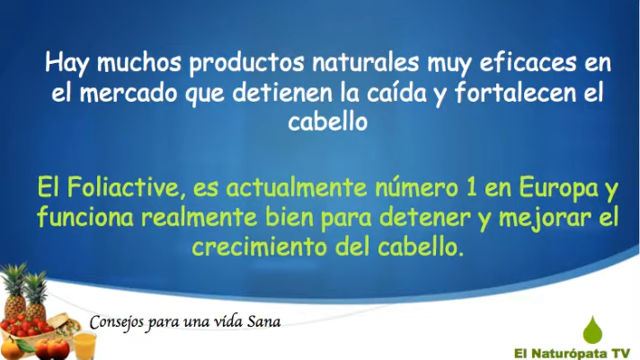 Hay muchos productos naturales muy eficaces en
el mercado que detienen la caída y fortalecen el
cabello
El Foliactive, es actualmente número 1 en Europa y
funciona realmente bien para detener y mejorar el
crecimiento del cabello.
Consejos para una vida Sana
El Naturópata TV